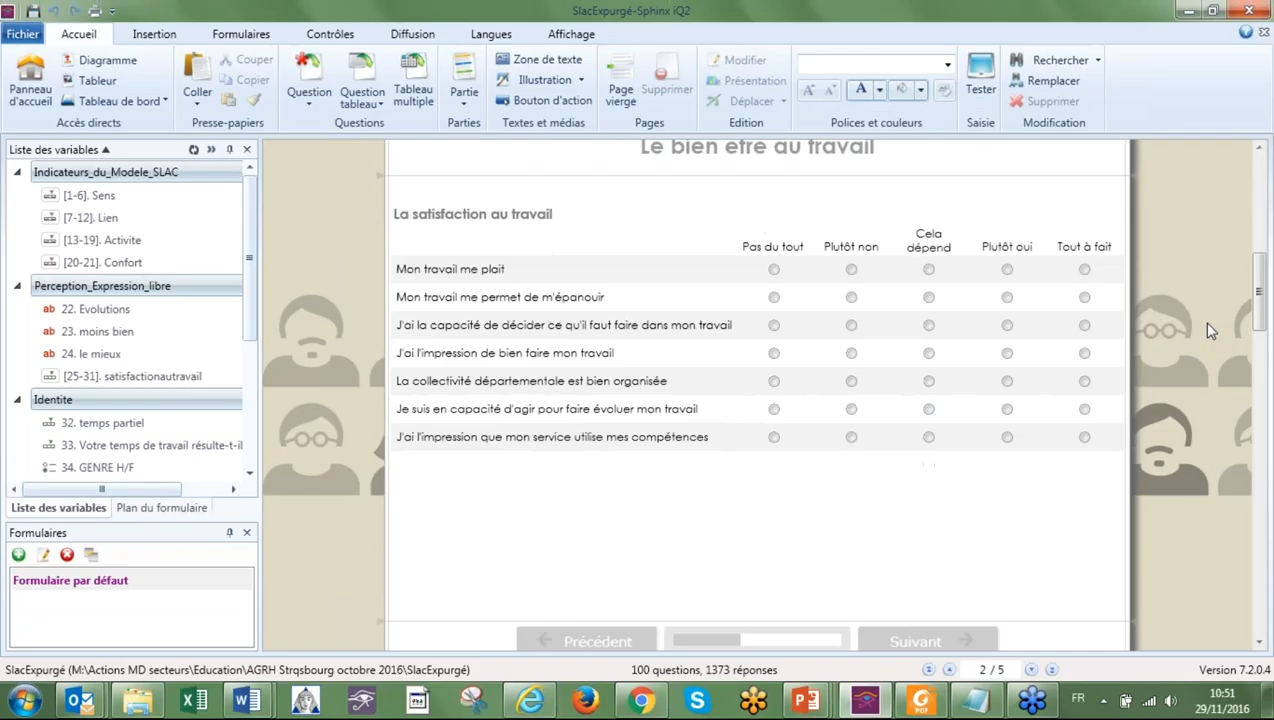 SlacExpurgé-Sphinx iQ2
Fichier Accueil Insertion Formulaires Contrôles Diffusion Langues Affichage
Panneau d'accueil
Diagramme
Tableur
Tableau de bord
Accès directs
Coller
Couper
Copier
Presse-papiers
Question
Question tableau
Tableau multiple
Questions
Partie
Parties
Zone de texte
Illustration
Bouton d'action
Textes et médias
Page vierge
Supprimer
Pages
Modifier
Présentation
Déplacer
Edition
A A
A
Polices et couleurs
Tester
Saisie
Rechercher
Remplacer
Supprimer
Modification
Liste des variables
Indicateurs_du_Modele_SLAC
[1-6]. Sens
[7-12]. Lien
[13-19]. Activite
[20-21]. Confort
Perception_Expression_libre
ab 22. Evolutions
ab 23. moins bien
ab 24. le mieux
[25-31]. satisfactionautravail
Identite
32. temps partiel
33. Votre temps de travail résulte-t-il
34. GENRE H/F
Liste des variables Plan du formulaire
Formulaires
Formulaire par défaut
Le bien etre au travail
La satisfaction au travail
Pas du tout Plutôt non Cela dépend Plutôt oui Tout à fait
Mon travail me plait
Mon travail me permet de m'épanouir
J'ai la capacité de décider ce qu'il faut faire dans mon travail
J'ai l'impression de bien faire mon travail
La collectivité départementale est bien organisée
Je suis en capacité d'agir pour faire évoluer mon travail
J'ai l'impression que mon service utilise mes compétences
Précédent Suivant
SlacExpurgé (M:\Actions MD secteurs\Education\AGRH Strqsbourg octobre 2016\SlacExpurgé) 100 questions, 1373 réponses 2 / 5 Version 7.2.0.4
FR 10:51
29/11/2016